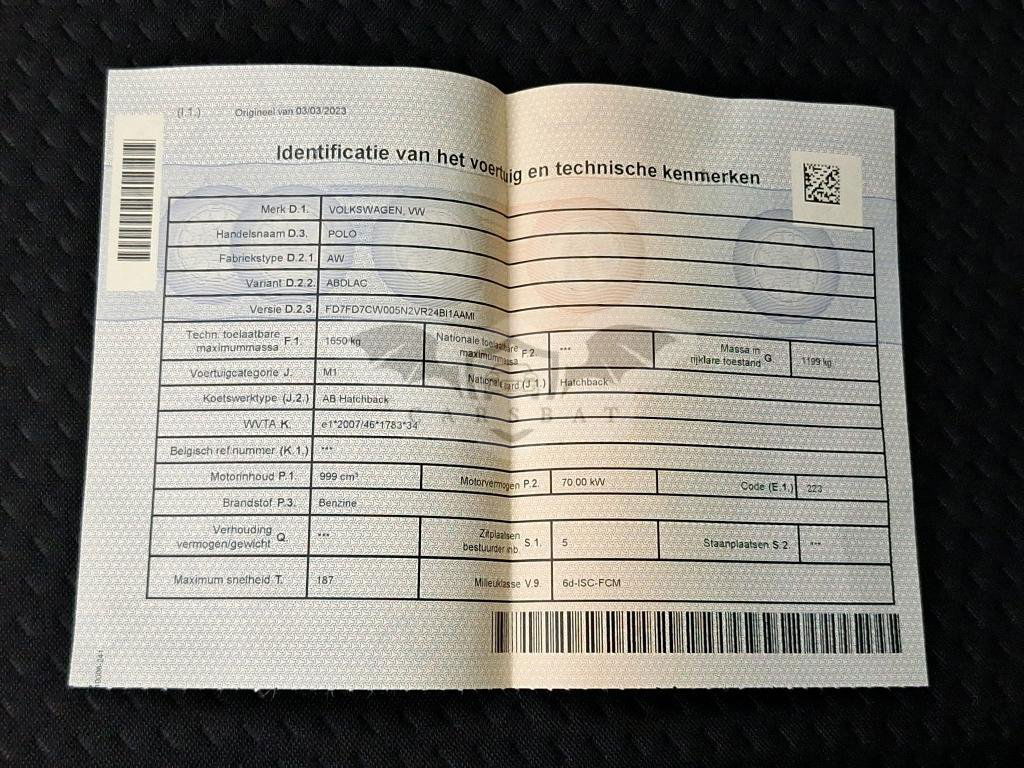 (I.1.) Origineel van 03/03/2023
Identificatie van het voertuig en technische kenmerken
Merk D.1. VOLKSWAGEN, VW
Handelsnaam D.3. POLO
Fabriekstype D.2.1. AW
Variant D.2.2. ABDLAC
Versie D.2.3. FD7FD7CW005N2VR24BI1AAMI
Techn. toelaatbare maximummassa F.1. 1650 kg Nationale toelaatbare maximummassa F.2. *** Massa in rijklare toestand G. 1199 kg
Voertuigcategorie J. M1 Nationale aard (J.1.) Hatchback
Koetswerktype (J.2.) AB Hatchback
CARSBAT
WVTA K. e1*2007/46*1783*34
Belgisch ref.nummer (K.1.) ***
Motorinhoud P.1. 999 cm³ Motorvermogen P.2. 70.00 kW Code (E.1.) 223
Brandstof P.3. Benzine
Verhouding vermogen/gewicht Q. *** Zitplaatsen bestuurder inb. S.1. 5 Staanplaatsen S.2. ***
Maximum snelheid T. 187 Milieuklasse V.9. 6d-ISC-FCM